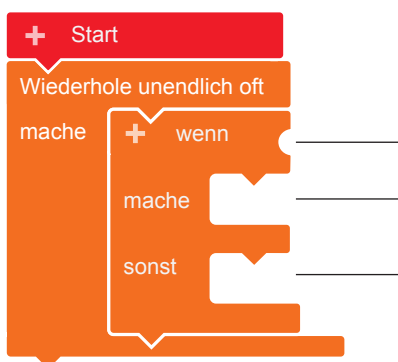 + Start
Wiederhole unendlich oft
mache
+ wenn
mache
sonst